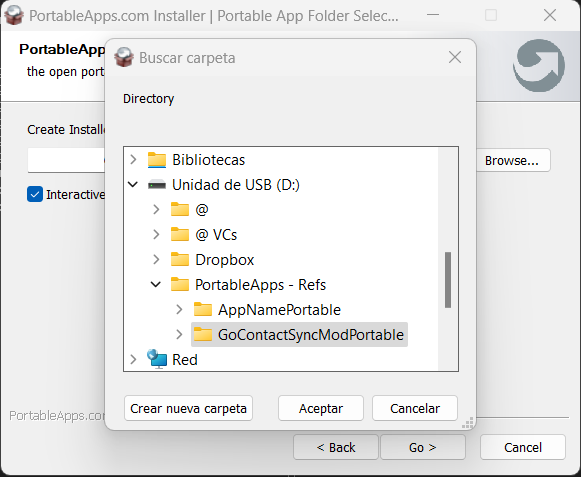 PortableApps.com Installer | Portable App Folder Selec...
PortableApps
the open port
Buscar carpeta
Directory
Create Installe
Browse...
Interactive
Bibliotecas
Unidad de USB (D:)
@
@ VCs
Dropbox
PortableApps - Refs
AppNamePortable
GoContactSyncModPortable
Red
Crear nueva carpeta
Aceptar
Cancelar
PortableApps.com
Installer
< Back
Go >
Cancel